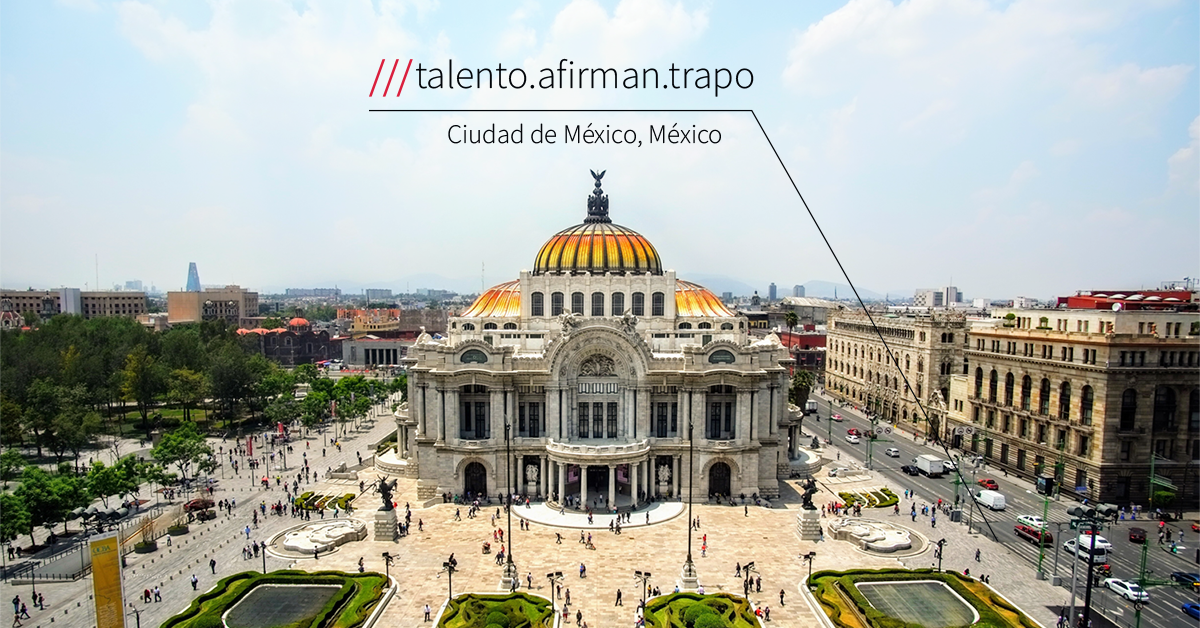 ///talento.afirman.trapo
Ciudad de México, México